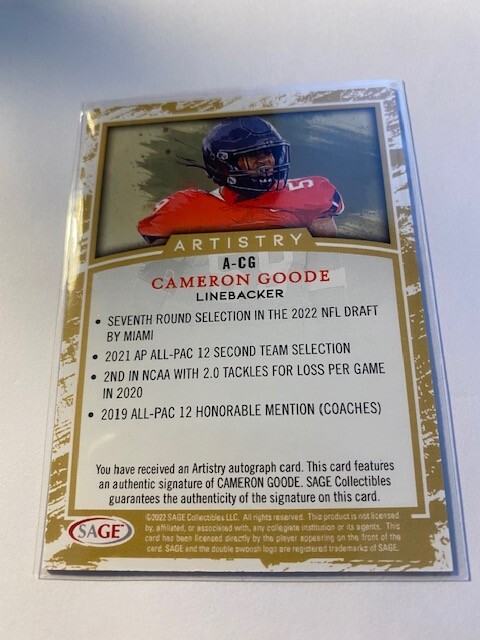 5
ARTISTRY
A-CG
CAMERON GOODE
LINEBACKER
• SEVENTH ROUND SELECTION IN THE 2022 NFL DRAFT
BY MIAMI
• 2021 AP ALL-PAC 12 SECOND TEAM SELECTION
• 2ND IN NCAA WITH 2.0 TACKLES FOR LOSS PER GAME
IN 2020
• 2019 ALL-PAC 12 HONORABLE MENTION (COACHES)
You have received an Artistry autograph card. This card features
an authentic signature of CAMERON GOODE. SAGE Collectibles
guarantees the authenticity of the signature on this card.
SAGE
©2022 SAGE Collectibles LLC. All rights reserved. This product is not licensed
by, affiliated, or associated with, any collegiate institution or its agents. This
card has been licensed directly by the player appearing on the front of the
card. SAGE and the double swoosh logo are registered trademarks of SAGE.